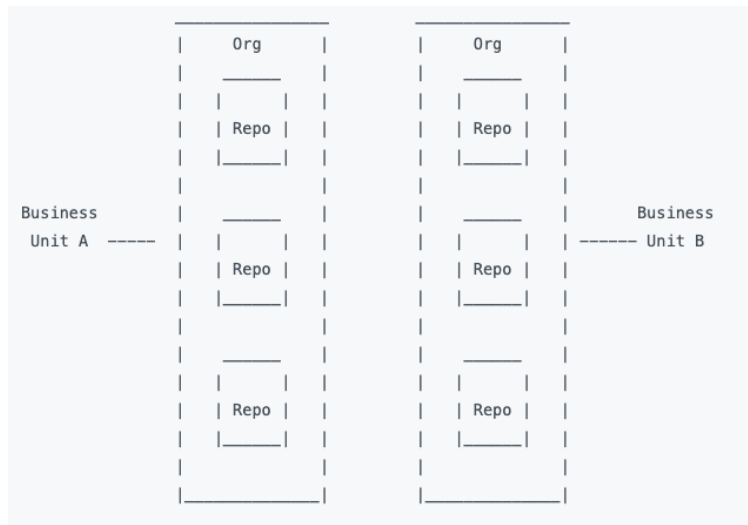 Org Org
Repo Repo
Business Business
Unit A ----- ------ Unit B
Repo Repo
Repo Repo